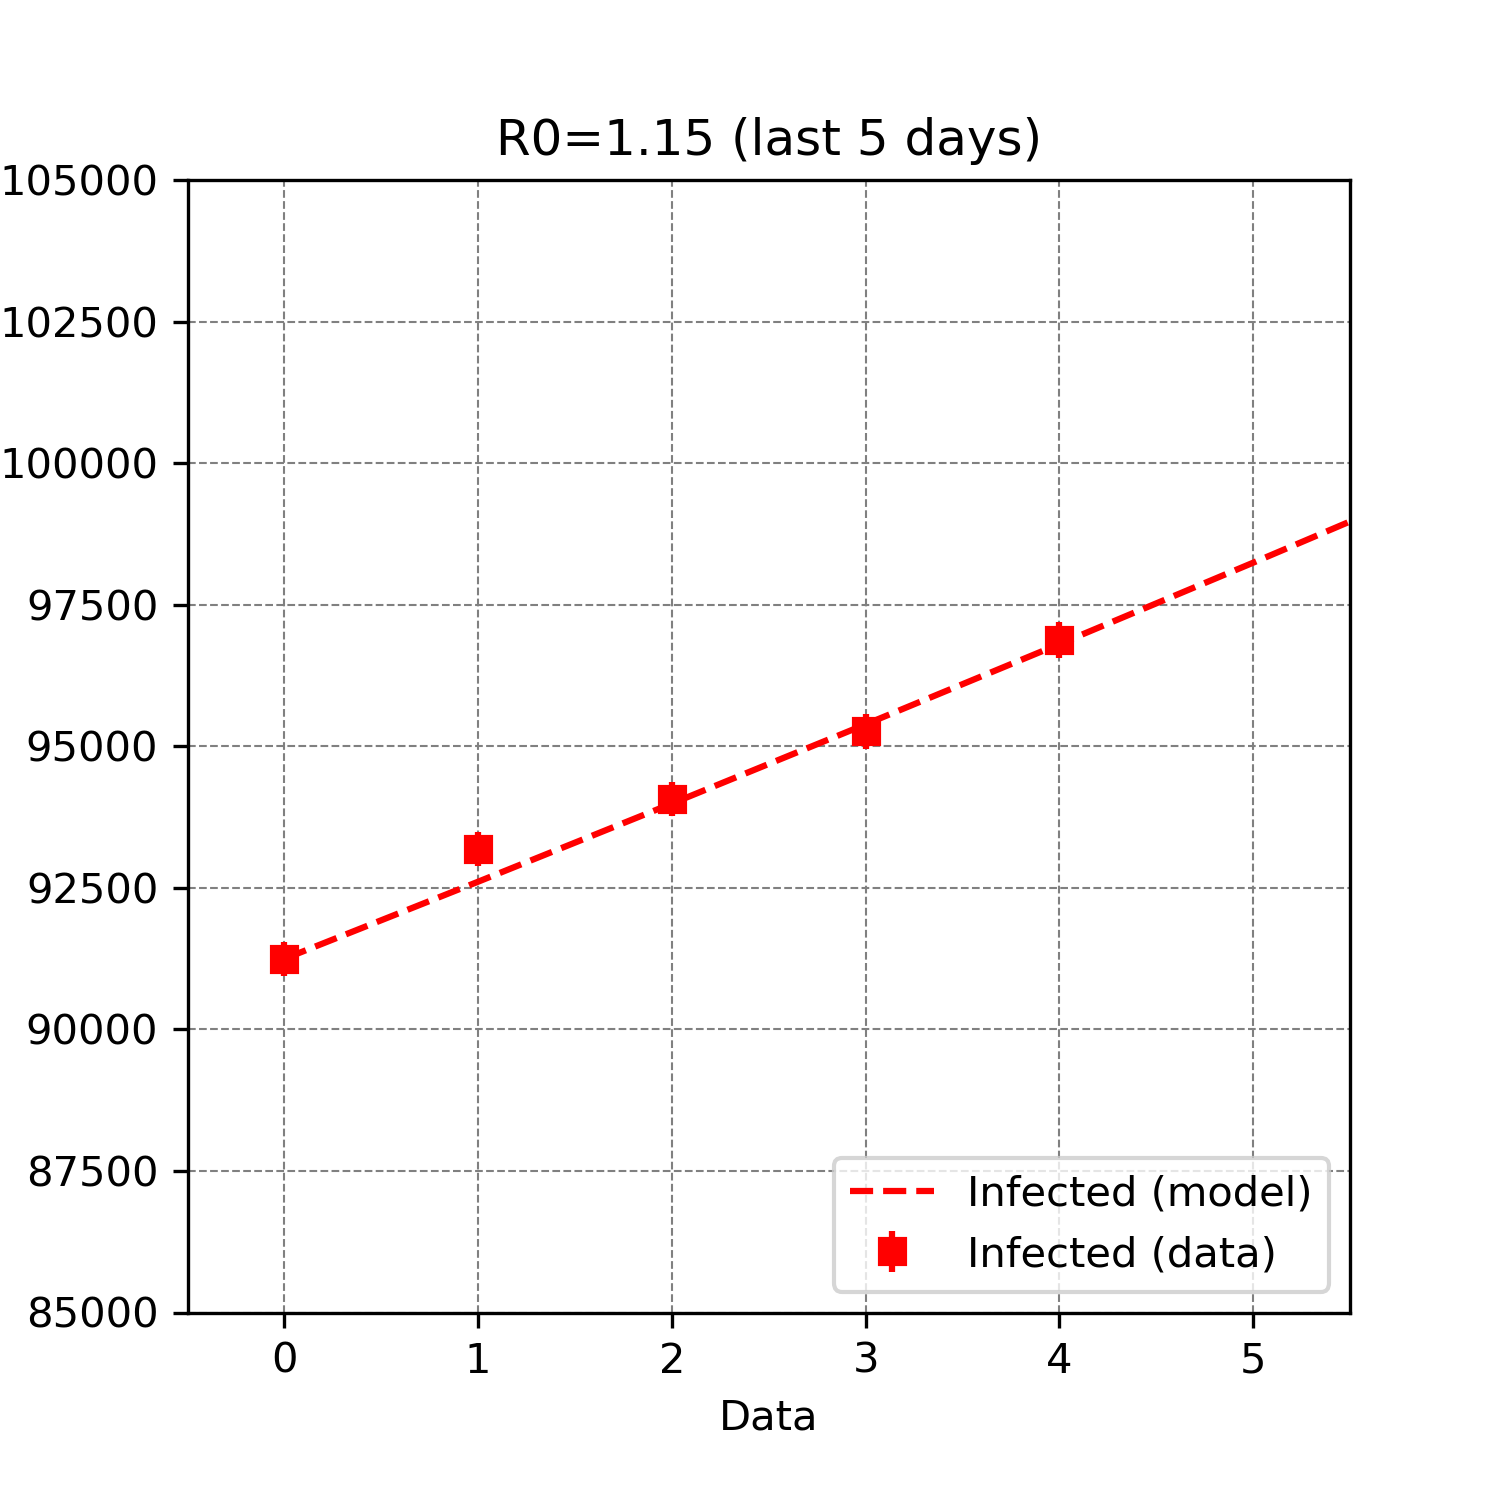 R0=1.15 (last 5 days)
105000
102500
100000
97500
95000
92500
90000
87500
85000
Infected (model)
Infected (data)
0 1 2 3 4 5
Data